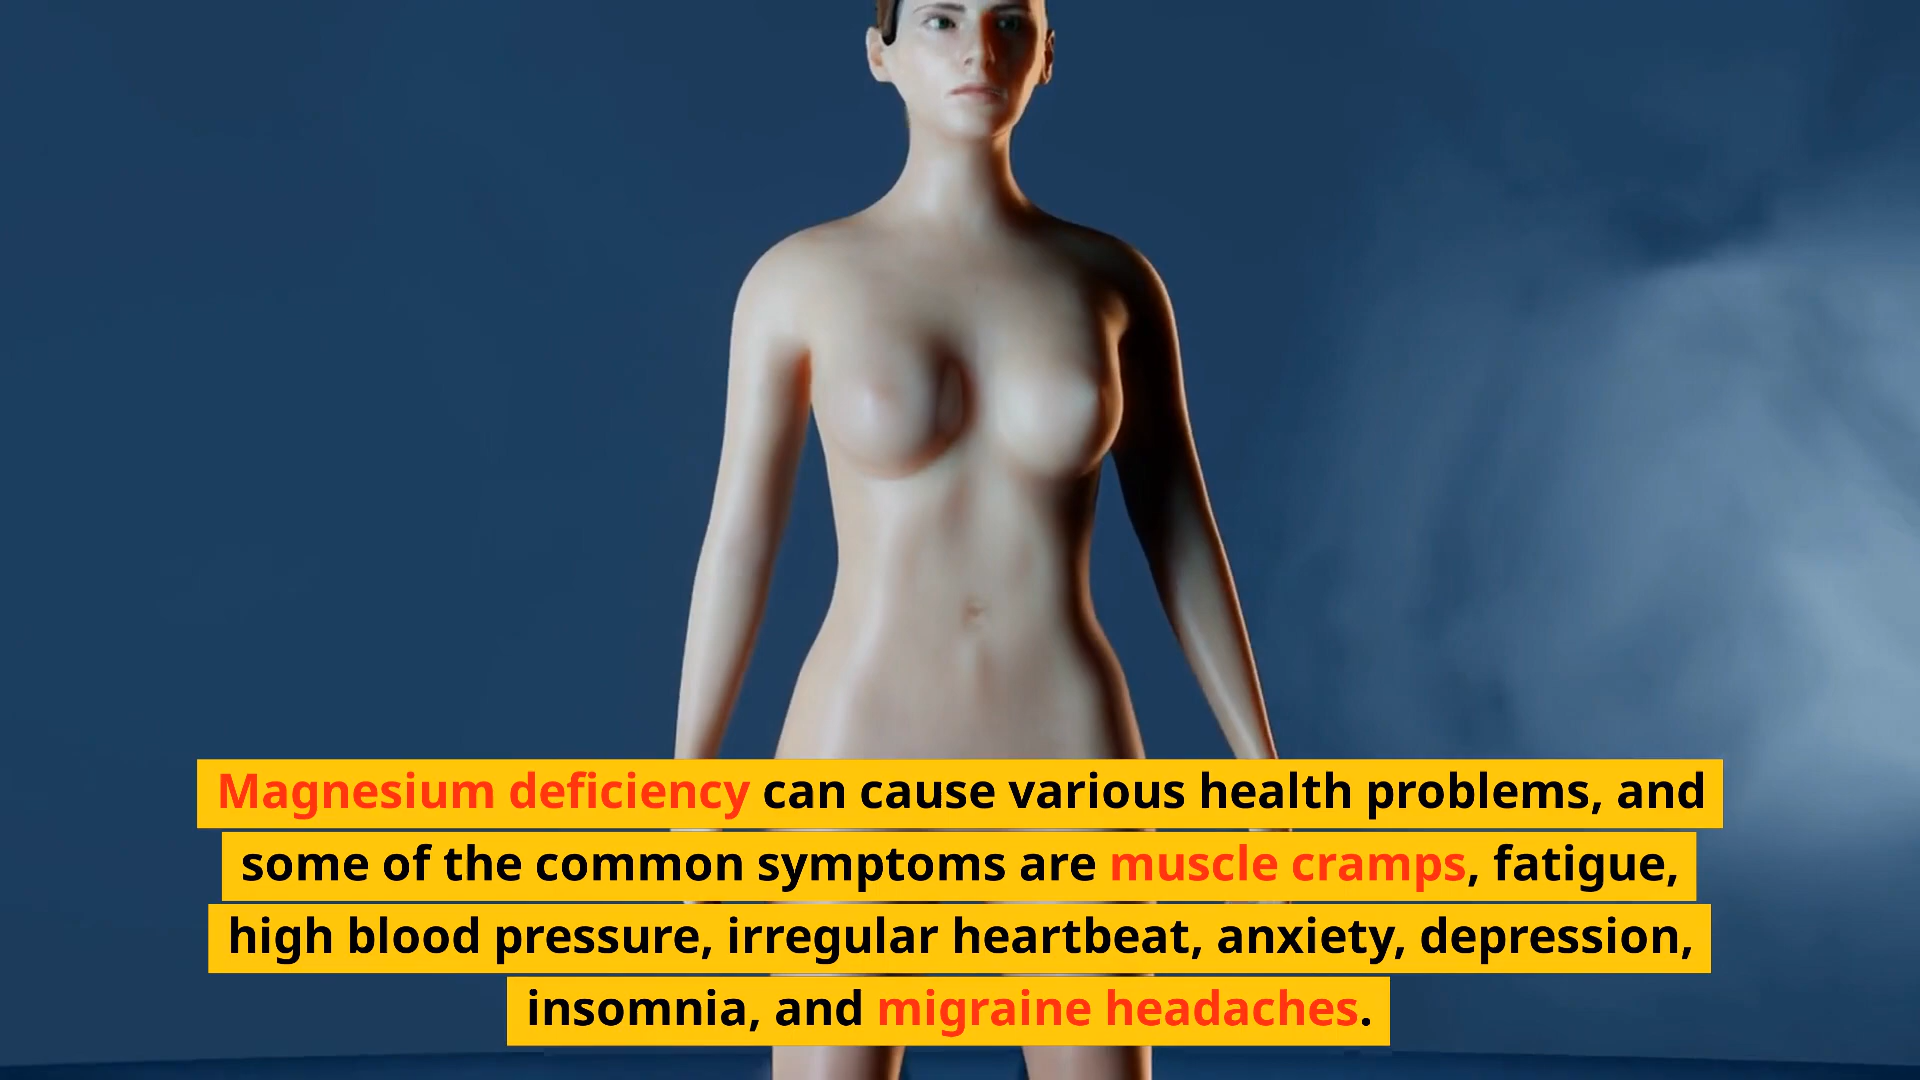 Magnesium deficiency can cause various health problems, and
some of the common symptoms are muscle cramps, fatigue,
high blood pressure, irregular heartbeat, anxiety, depression,
insomnia, and migraine headaches.